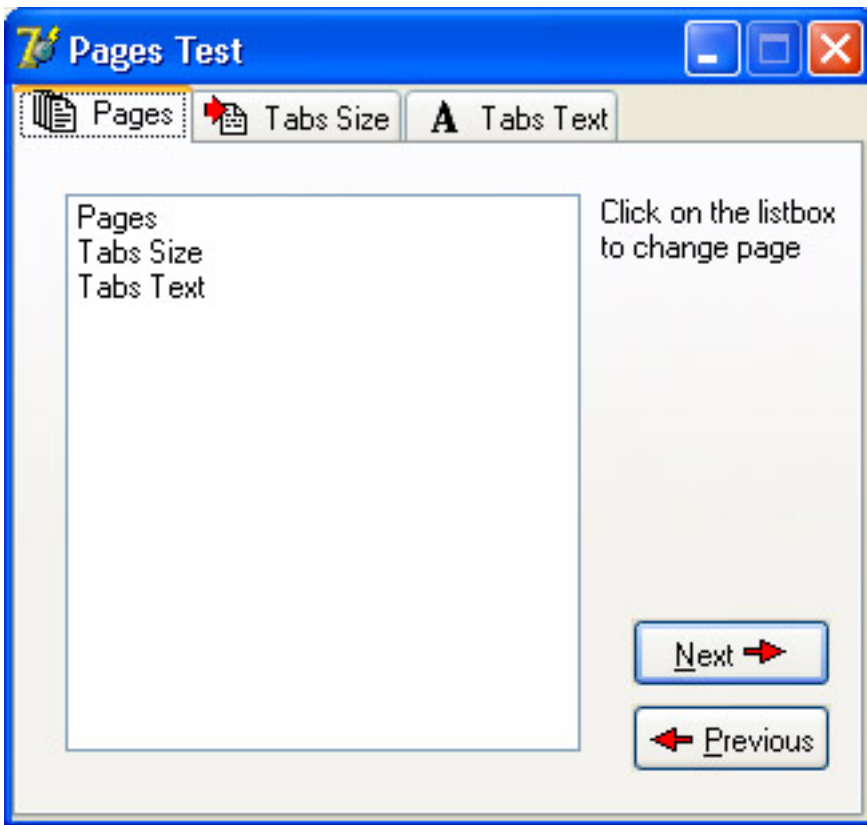 Pages Test
Pages
Tabs Size
A Tabs Text
Pages
Tabs Size
Tabs Text
Click on the listbox
to change page
Next
Previous